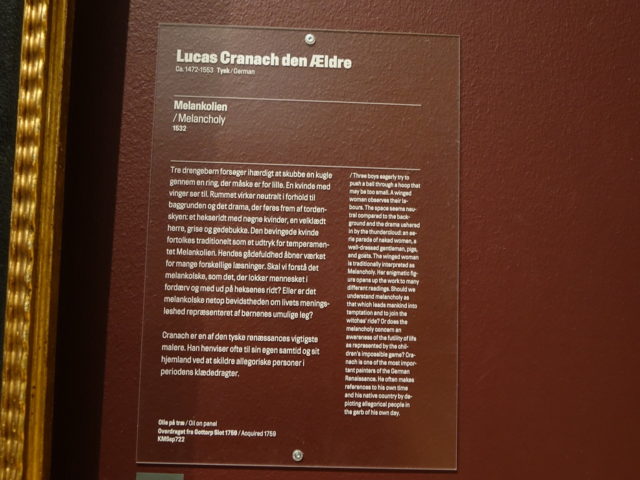 Lucas Cranach den Ældre
Ca. 1472-1553 Tysk / German
Melankolien
/ Melancholy
1532
Tre drengebørn forsøger ihærdigt at skubbe en kugle
gennem en ring, der måske er for lille. En kvinde med
vinger ser til. Rummet virker neutralt i forhold til
baggrunden og det drama, der føres frem af torden-
skyen: et hekseridt med nøgne kvinder, en velklædt
herre, grise og gedebukke. Den bevingede kvinde
fortolkes traditionelt som et udtryk for temperamen-
tet Melankolien. Hendes gådefuldhed åbner værket
for mange forskellige læsninger. Skal vi forstå det
melankolske, som det, der lokker mennesket i
fordærv og med ud på heksenes ridt? Eller er det
melankolske netop bevidstheden om livets menings-
løshed repræsenteret af børnenes umulige leg?
Cranach er en af den tyske renæssances vigtigste
malere. Han henviser ofte til sin egen samtid og sit
hjemland ved at skildre allegoriske personer i
periodens klædedragter.
/ Three boys eagerly try to
push a ball through a hoop that
may be too small. A winged
woman observes their la-
bours. The space seems neu-
tral compared to the back-
ground and the drama ushered
in by the thundercloud: an ee-
rie parade of naked women, a
well-dressed gentleman, pigs,
and goats. The winged woman
is traditionally interpreted as
Melancholy. Her enigmatic fig-
ure opens up the work to many
different readings. Should we
understand melancholy as
that which leads mankind into
temptation and to join the
witches' ride? Or does the
melancholy concern an
awareness of the futility of life
as represented by the chil-
dren's impossible game? Cra-
nach is one of the most impor-
tant painters of the German
Renaissance. He often makes
references to his own time
and his native country by de-
picting allegorical people in
the garb of his own day.
Olie på træ / Oil on panel
Overdraget fra Gottorp Slot 1759 / Acquired 1759
KMSsp722